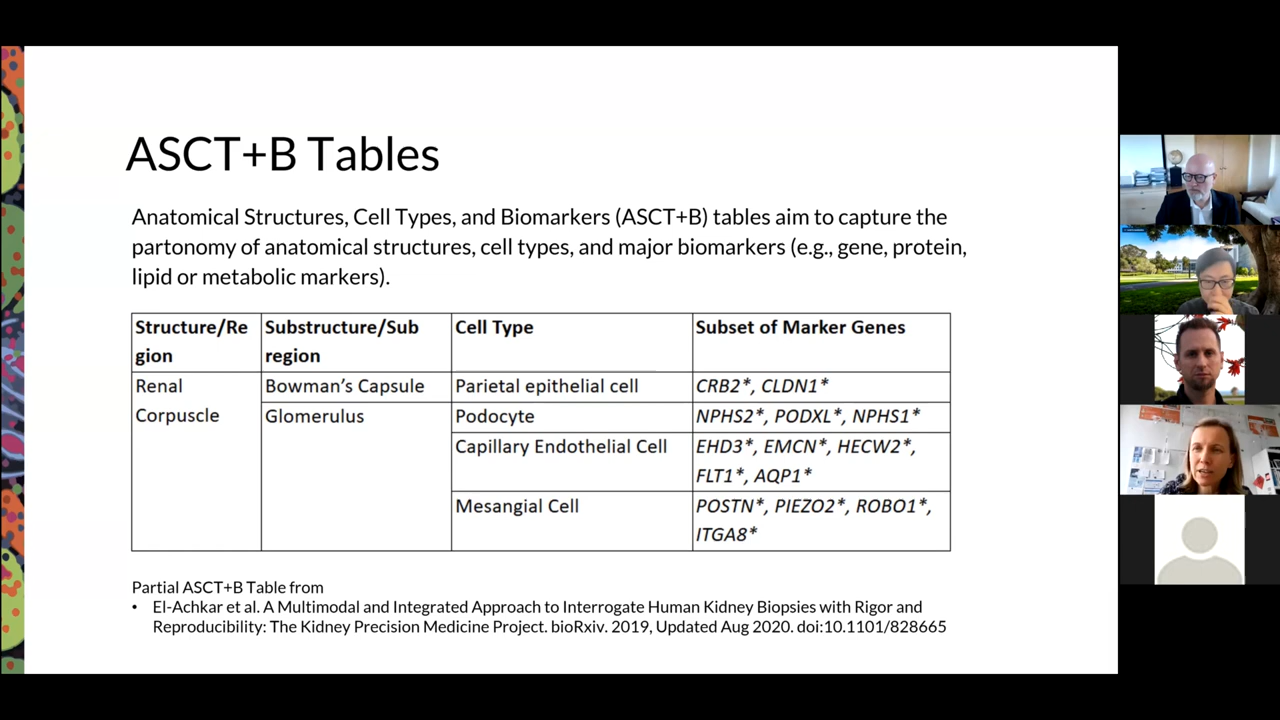 ASCT+B Tables
Anatomical Structures, Cell Types, and Biomarkers (ASCT+B) tables aim to capture the
partonomy of anatomical structures, cell types, and major biomarkers (e.g., gene, protein,
lipid or metabolic markers).
Structure/Re
gion
Substructure/Sub
region
Cell Type
Subset of Marker Genes
Renal
Corpuscle
Bowman’s Capsule
Parietal epithelial cell
CRB2*, CLDN1*
Glomerulus
Podocyte
NPHS2*, PODXL*, NPHS1*
Capillary Endothelial Cell
EHD3*, EMCN*, HECW2*,
FLT1*, AQP1*
Mesangial Cell
POSTN*, PIEZO2*, ROBO1*,
ITGA8*
Partial ASCT+B Table from
• El-Achkar et al. A Multimodal and Integrated Approach to Interrogate Human Kidney Biopsies with Rigor and
Reproducibility: The Kidney Precision Medicine Project. bioRxiv. 2019, Updated Aug 2020. doi:10.1101/828665